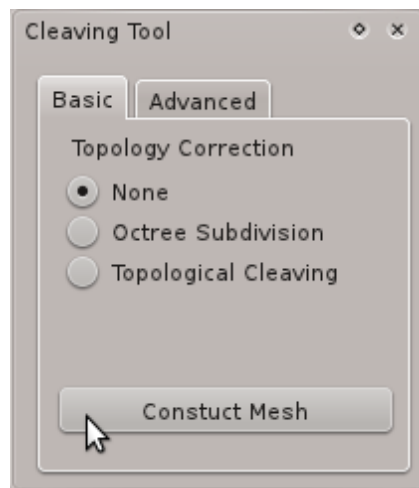 Cleaving Tool
Basic Advanced
Topology Correction
None
Octree Subdivision
Topological Cleaving
Constuct Mesh